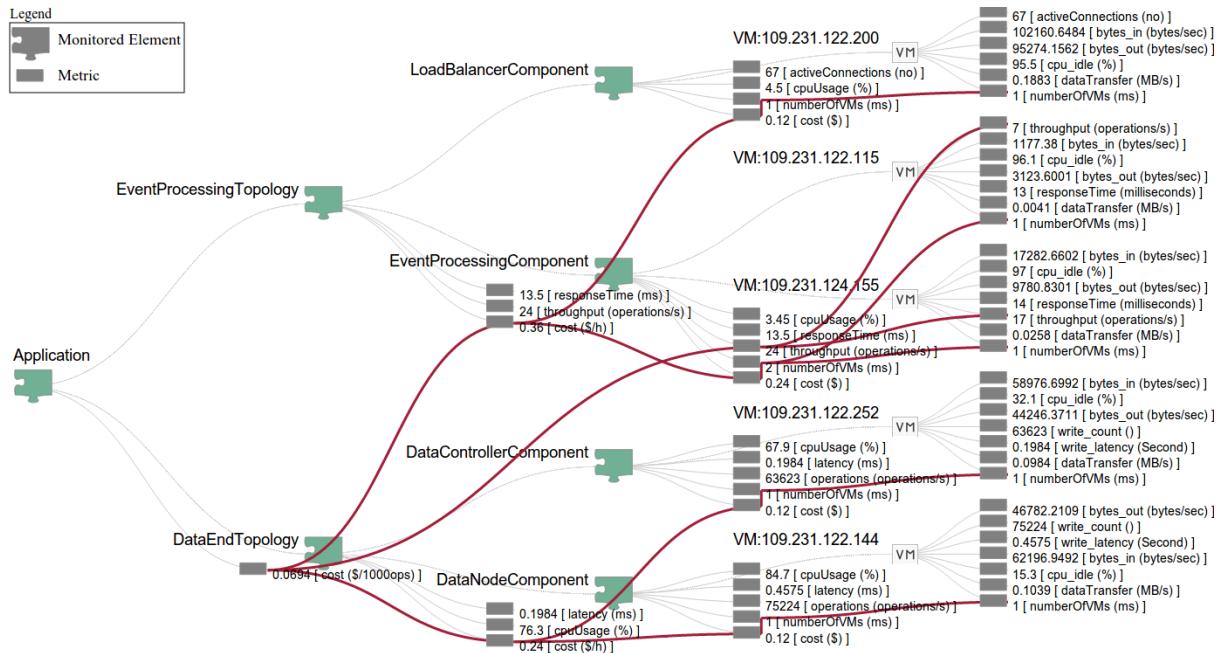 Legend
Monitored Element
Metric
Application
0.0694 [ cost ($/1000ops) ]
EventProcessingTopology
13.5 [ responseTime (ms) ]
24 [ throughput (operations/s) ]
0.36 [ cost ($/h) ]
DataEndTopology
0.1984 [ latency (ms) ]
76.3 [ cpuUsage (%) ]
0.24 [ cost ($/h) ]
LoadBalancerComponent
67 [ activeConnections (no) ]
4.5 [ cpuUsage (%) ]
1 [ numberOfVMs (ms) ]
0.12 [ cost ($) ]
EventProcessingComponent
3.45 [ cpuUsage (%) ]
13.5 [ responseTime (ms) ]
24 [ throughput (operations/s) ]
2 [ numberOfVMs (ms) ]
0.24 [ cost ($) ]
DataControllerComponent
67.9 [ cpuUsage (%) ]
0.1984 [ latency (ms) ]
63623 [ operations (operations/s) ]
1 [ numberOfVMs (ms) ]
0.12 [ cost ($) ]
DataNodeComponent
84.7 [ cpuUsage (%) ]
0.4575 [ latency (ms) ]
75224 [ operations (operations/s) ]
1 [ numberOfVMs (ms) ]
0.12 [ cost ($) ]
VM:109.231.122.200
VM
67 [ activeConnections (no) ]
102160.6484 [ bytes_in (bytes/sec) ]
95274.1562 [ bytes_out (bytes/sec) ]
95.5 [ cpu_idle (%) ]
0.1883 [ dataTransfer (MB/s) ]
1 [ numberOfVMs (ms) ]
VM:109.231.122.115
VM
7 [ throughput (operations/s) ]
1177.38 [ bytes_in (bytes/sec) ]
96.1 [ cpu_idle (%) ]
3123.6001 [ bytes_out (bytes/sec) ]
13 [ responseTime (milliseconds) ]
0.0041 [ dataTransfer (MB/s) ]
1 [ numberOfVMs (ms) ]
VM:109.231.124.155
VM
17282.6602 [ bytes_in (bytes/sec) ]
97 [ cpu_idle (%) ]
9780.8301 [ bytes_out (bytes/sec) ]
14 [ responseTime (milliseconds) ]
17 [ throughput (operations/s) ]
0.0258 [ dataTransfer (MB/s) ]
1 [ numberOfVMs (ms) ]
VM:109.231.122.252
VM
58976.6992 [ bytes_in (bytes/sec) ]
32.1 [ cpu_idle (%) ]
44246.3711 [ bytes_out (bytes/sec) ]
63623 [ write_count () ]
0.1984 [ write_latency (Second) ]
0.0984 [ dataTransfer (MB/s) ]
1 [ numberOfVMs (ms) ]
VM:109.231.122.144
VM
46782.2109 [ bytes_out (bytes/sec) ]
75224 [ write_count () ]
0.4575 [ write_latency (Second) ]
62196.9492 [ bytes_in (bytes/sec) ]
15.3 [ cpu_idle (%) ]
0.1039 [ dataTransfer (MB/s) ]
1 [ numberOfVMs (ms) ]